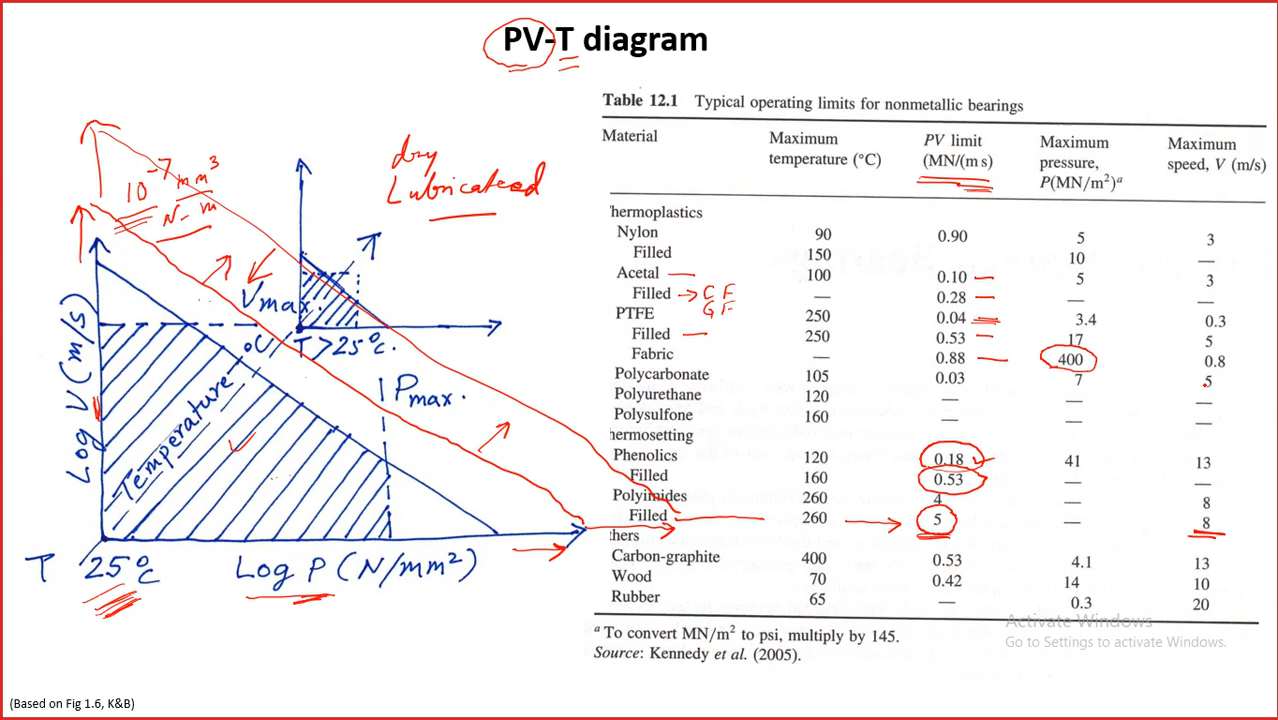 PV-T diagram
dry
Lubricated
10^-7 mm³
N-m
Vmax.
T>25°C.
Log V (m/s)
Temperature °C
Pmax.
T 25°C
Log P (N/mm²)
(Based on Fig 1.6, K&B)
Table 12.1 Typical operating limits for nonmetallic bearings
Material Maximum temperature (°C) PV limit (MN/(m s) Maximum pressure, P(MN/m²)ᵃ Maximum speed, V (m/s)
hermoplastics
Nylon 90 0.90 5 3
Filled 150 10 —
Acetal 100 0.10 5 3
Filled → CF — 0.28 — —
GF
PTFE 250 0.04 3.4 0.3
Filled 250 0.53 17 5
Fabric — 0.88 400 0.8
Polycarbonate 105 0.03 7 5
Polyurethane 120 — — —
Polysulfone 160 — — —
hermosetting
Phenolics 120 0.18 41 13
Filled 160 0.53 — —
Polyimides 260 4 — 8
Filled 260 5 — 8
hers
Carbon-graphite 400 0.53 4.1 13
Wood 70 0.42 14 10
Rubber 65 — 0.3 20
ᵃ To convert MN/m² to psi, multiply by 145.
Source: Kennedy et al. (2005).
Activate Windows
Go to Settings to activate Windows.